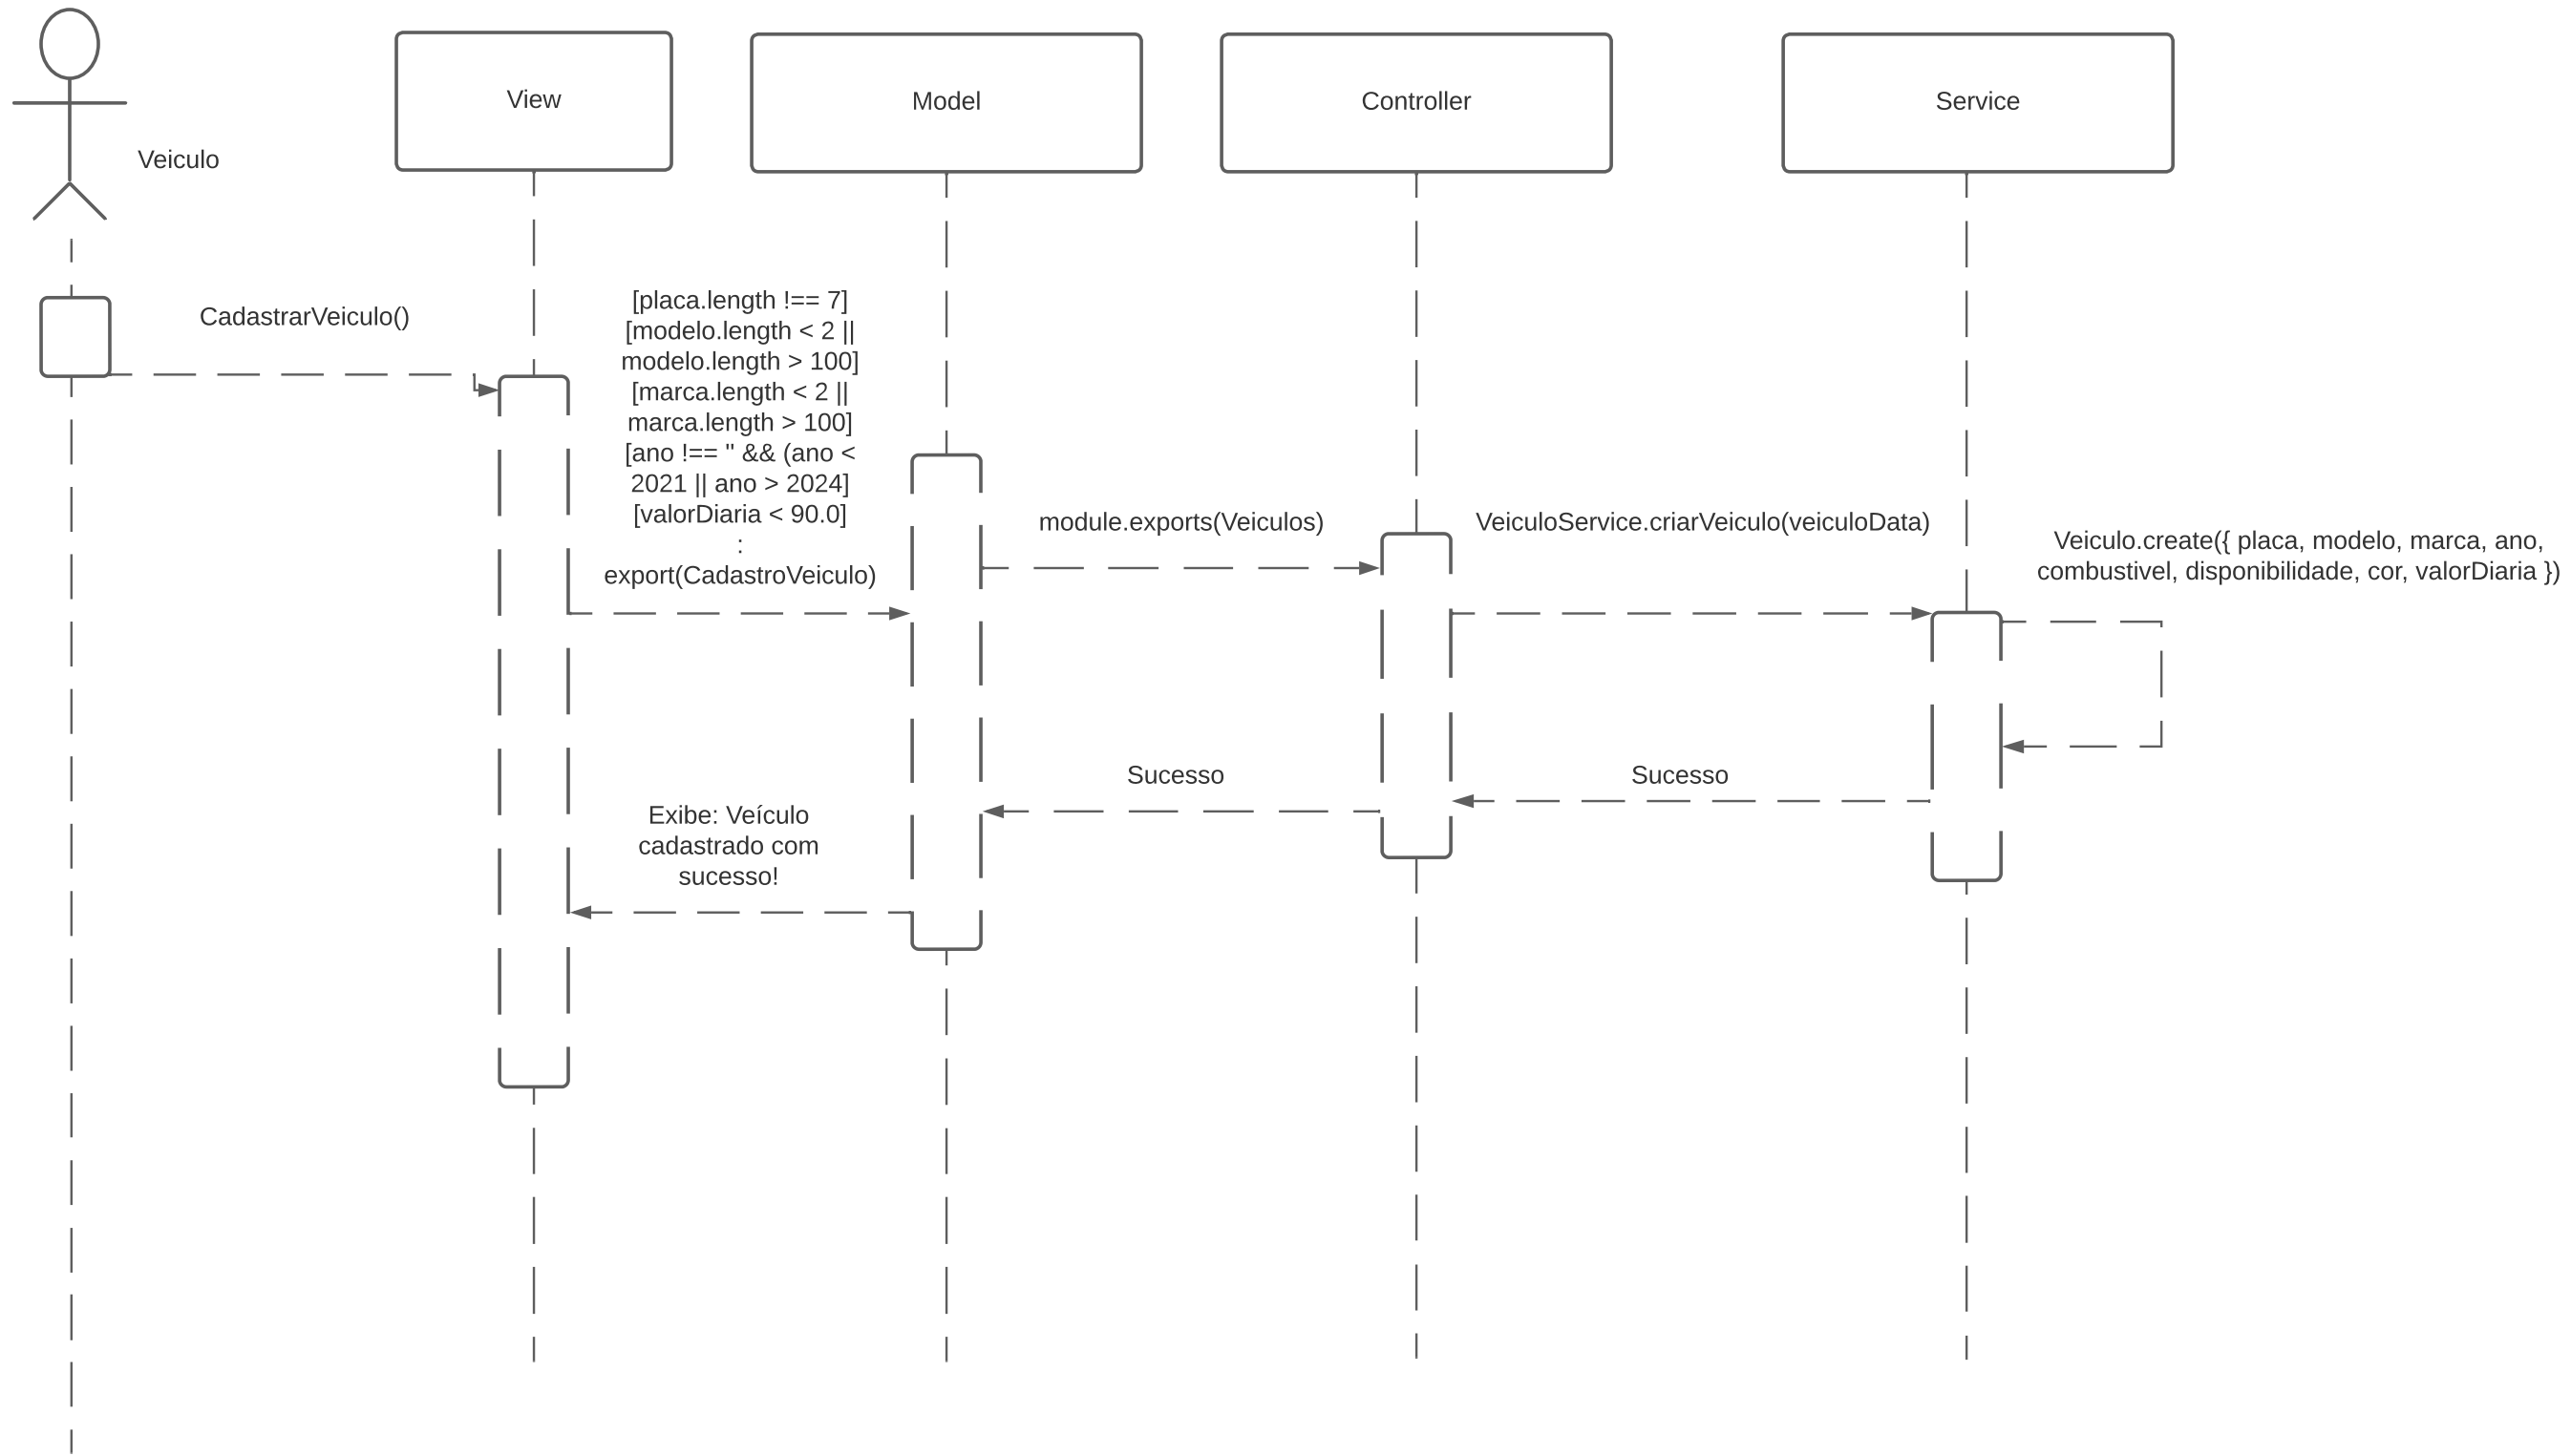 View
Model
Controller
Service
Veiculo
CadastrarVeiculo()
[placa.length !== 7]
[modelo.length < 2 ||
modelo.length > 100]
[marca.length < 2 ||
marca.length > 100]
[ano !== '' && (ano <
2021 || ano > 2024]
[valorDiaria < 90.0]
:
export(CadastroVeiculo)
module.exports(Veiculos)
VeiculoService.criarVeiculo(veiculoData)
Veiculo.create({ placa, modelo, marca, ano,
combustivel, disponibilidade, cor, valorDiaria })
Sucesso
Sucesso
Exibe: Veículo
cadastrado com
sucesso!